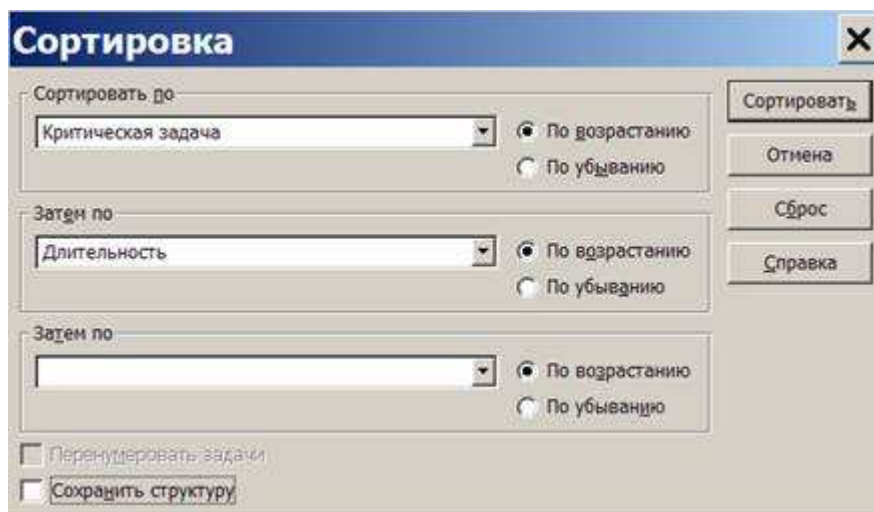 Сортировка
Сортировать по
Критическая задача
По возрастанию
По убыванию
Затем по
Длительность
По возрастанию
По убыванию
Затем по
По возрастанию
По убыванию
Перенумеровать задачи
Сохранить структуру
Сортировать
Отмена
Сброс
Справка